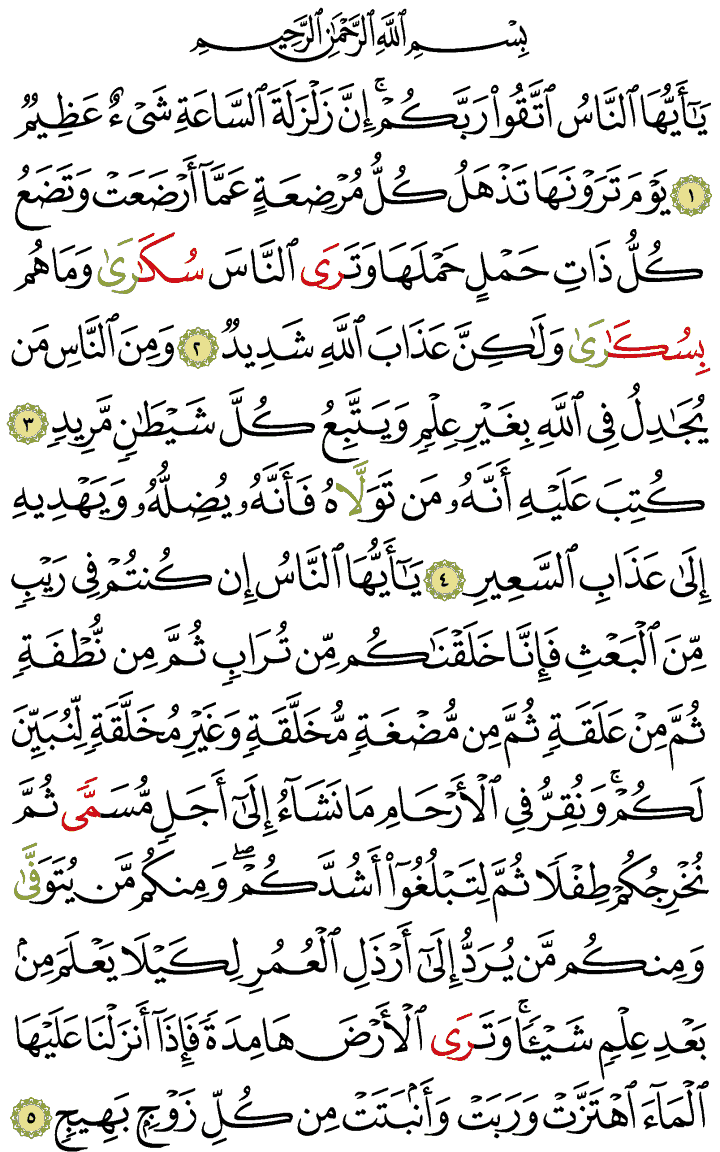 بِسْمِ ٱللَّهِ ٱلرَّحْمَٰنِ ٱلرَّحِيمِ
يَٰٓأَيُّهَا ٱلنَّاسُ ٱتَّقُوا۟ رَبَّكُمْ ۚ إِنَّ زَلْزَلَةَ ٱلسَّاعَةِ شَىْءٌ عَظِيمٌ
١ يَوْمَ تَرَوْنَهَا تَذْهَلُ كُلُّ مُرْضِعَةٍ عَمَّآ أَرْضَعَتْ وَتَضَعُ
كُلُّ ذَاتِ حَمْلٍ حَمْلَهَا وَتَرَى ٱلنَّاسَ سُكَٰرَىٰ وَمَا هُم
بِسُكَٰرَىٰ وَلَٰكِنَّ عَذَابَ ٱللَّهِ شَدِيدٌ ٢ وَمِنَ ٱلنَّاسِ مَن
يُجَٰدِلُ فِى ٱللَّهِ بِغَيْرِ عِلْمٍ وَيَتَّبِعُ كُلَّ شَيْطَٰنٍ مَّرِيدٍ ٣
كُتِبَ عَلَيْهِ أَنَّهُۥ مَن تَوَلَّاهُ فَأَنَّهُۥ يُضِلُّهُۥ وَيَهْدِيهِ
إِلَىٰ عَذَابِ ٱلسَّعِيرِ ٤ يَٰٓأَيُّهَا ٱلنَّاسُ إِن كُنتُمْ فِى رَيْبٍ
مِّنَ ٱلْبَعْثِ فَإِنَّا خَلَقْنَٰكُم مِّن تُرَابٍ ثُمَّ مِن نُّطْفَةٍ
ثُمَّ مِنْ عَلَقَةٍ ثُمَّ مِن مُّضْغَةٍ مُّخَلَّقَةٍ وَغَيْرِ مُخَلَّقَةٍ لِّنُبَيِّنَ
لَكُمْ ۚ وَنُقِرُّ فِى ٱلْأَرْحَامِ مَا نَشَآءُ إِلَىٰٓ أَجَلٍ مُّسَمًّى ثُمَّ
نُخْرِجُكُمْ طِفْلًا ثُمَّ لِتَبْلُغُوٓا۟ أَشُدَّكُمْ ۖ وَمِنكُم مَّن يُتَوَفَّىٰ
وَمِنكُم مَّن يُرَدُّ إِلَىٰٓ أَرْذَلِ ٱلْعُمُرِ لِكَيْلَا يَعْلَمَ مِنۢ
بَعْدِ عِلْمٍ شَيْـًٔا ۚ وَتَرَى ٱلْأَرْضَ هَامِدَةً فَإِذَآ أَنزَلْنَا عَلَيْهَا
ٱلْمَآءَ ٱهْتَزَّتْ وَرَبَتْ وَأَنۢبَتَتْ مِن كُلِّ زَوْجٍۭ بَهِيجٍ ٥